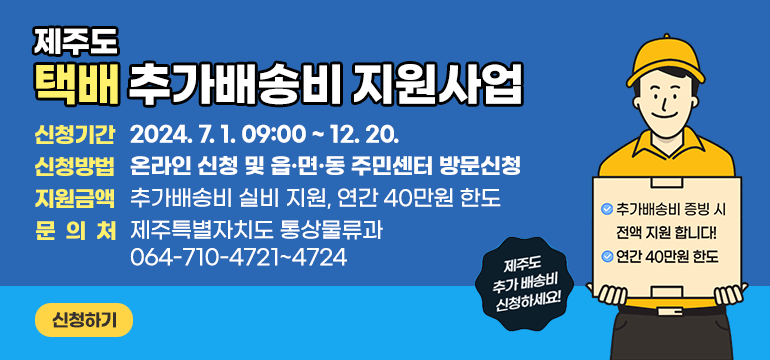 제주도
택배 추가배송비 지원사업
신청기간 2024. 7. 1. 09:00 ~ 12. 20.
신청방법 온라인 신청 및 읍·면·동 주민센터 방문신청
지원금액 추가배송비 실비 지원, 연간 40만원 한도
문 의 처 제주특별자치도 통상물류과
064-710-4721~4724
제주도
추가 배송비
신청하세요!
추가배송비 증빙 시
전액 지원 합니다!
연간 40만원 한도
신청하기